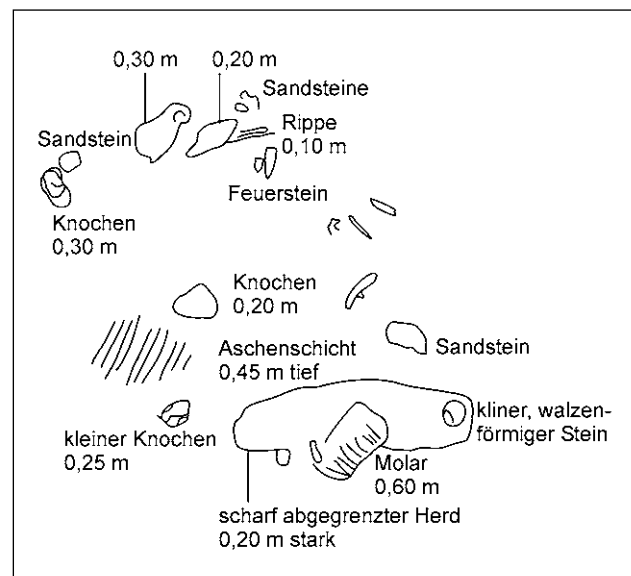 0,30 m
0,20 m
Sandsteine
Rippe
0,10 m
Sandstein
Feuerstein
Knochen
0,30 m
Knochen
0,20 m
Sandstein
Aschenschicht
0,45 m tief
kliner, walzen-
förmiger Stein
kleiner Knochen
0,25 m
Molar
0,60 m
scharf abgegrenzter Herd
0,20 m stark